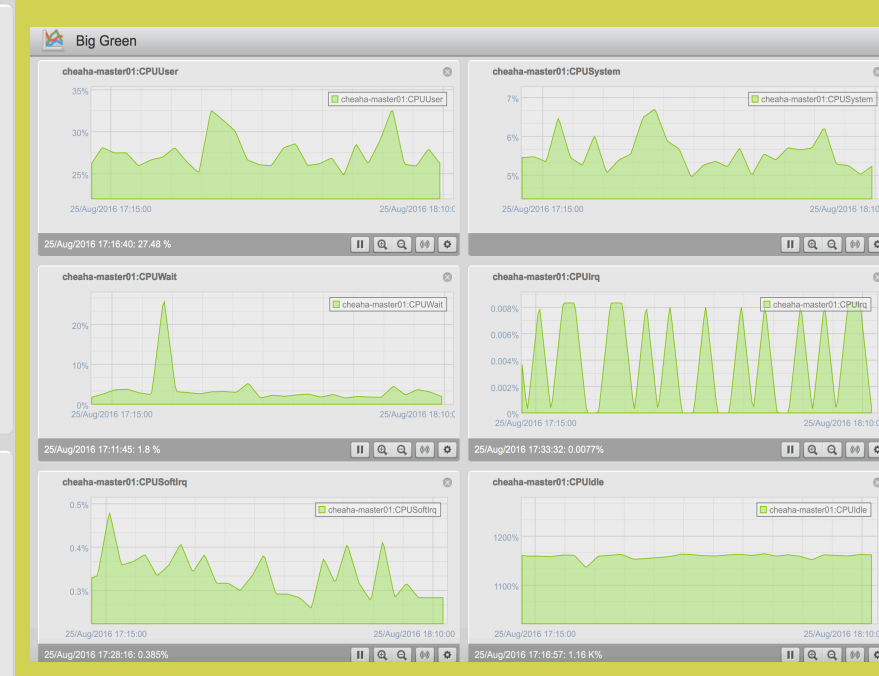 Big Green
cheaha-master01:CPUUser
cheaha-master01:CPUUser
35%
30%
25%
25/Aug/2016 17:15:00
25/Aug/2016 18:10:0
25/Aug/2016 17:16:40: 27.48 %
cheaha-master01:CPUSystem
cheaha-master01:CPUSystem
7%
6%
5%
25/Aug/2016 17:15:00
25/Aug/2016 18:10
cheaha-master01:CPUWait
cheaha-master01:CPUWait
20%
10%
0%
25/Aug/2016 17:15:00
25/Aug/2016 18:10:0
25/Aug/2016 17:11:45: 1.8 %
cheaha-master01:CPUIrq
cheaha-master01:CPUIrq
0.008%
0.006%
0.004%
0.002%
0%
25/Aug/2016 17:15:00
25/Aug/2016 18:10:0
25/Aug/2016 17:33:32: 0.0077%
cheaha-master01:CPUSoftIrq
cheaha-master01:CPUSoftIrq
0.5%
0.4%
0.3%
25/Aug/2016 17:15:00
25/Aug/2016 18:10:00
25/Aug/2016 17:28:16: 0.385%
cheaha-master01:CPUIdle
cheaha-master01:CPUIdle
1200%
1100%
25/Aug/2016 17:15:00
25/Aug/2016 18:10:0
25/Aug/2016 17:16:57: 1.16 K%